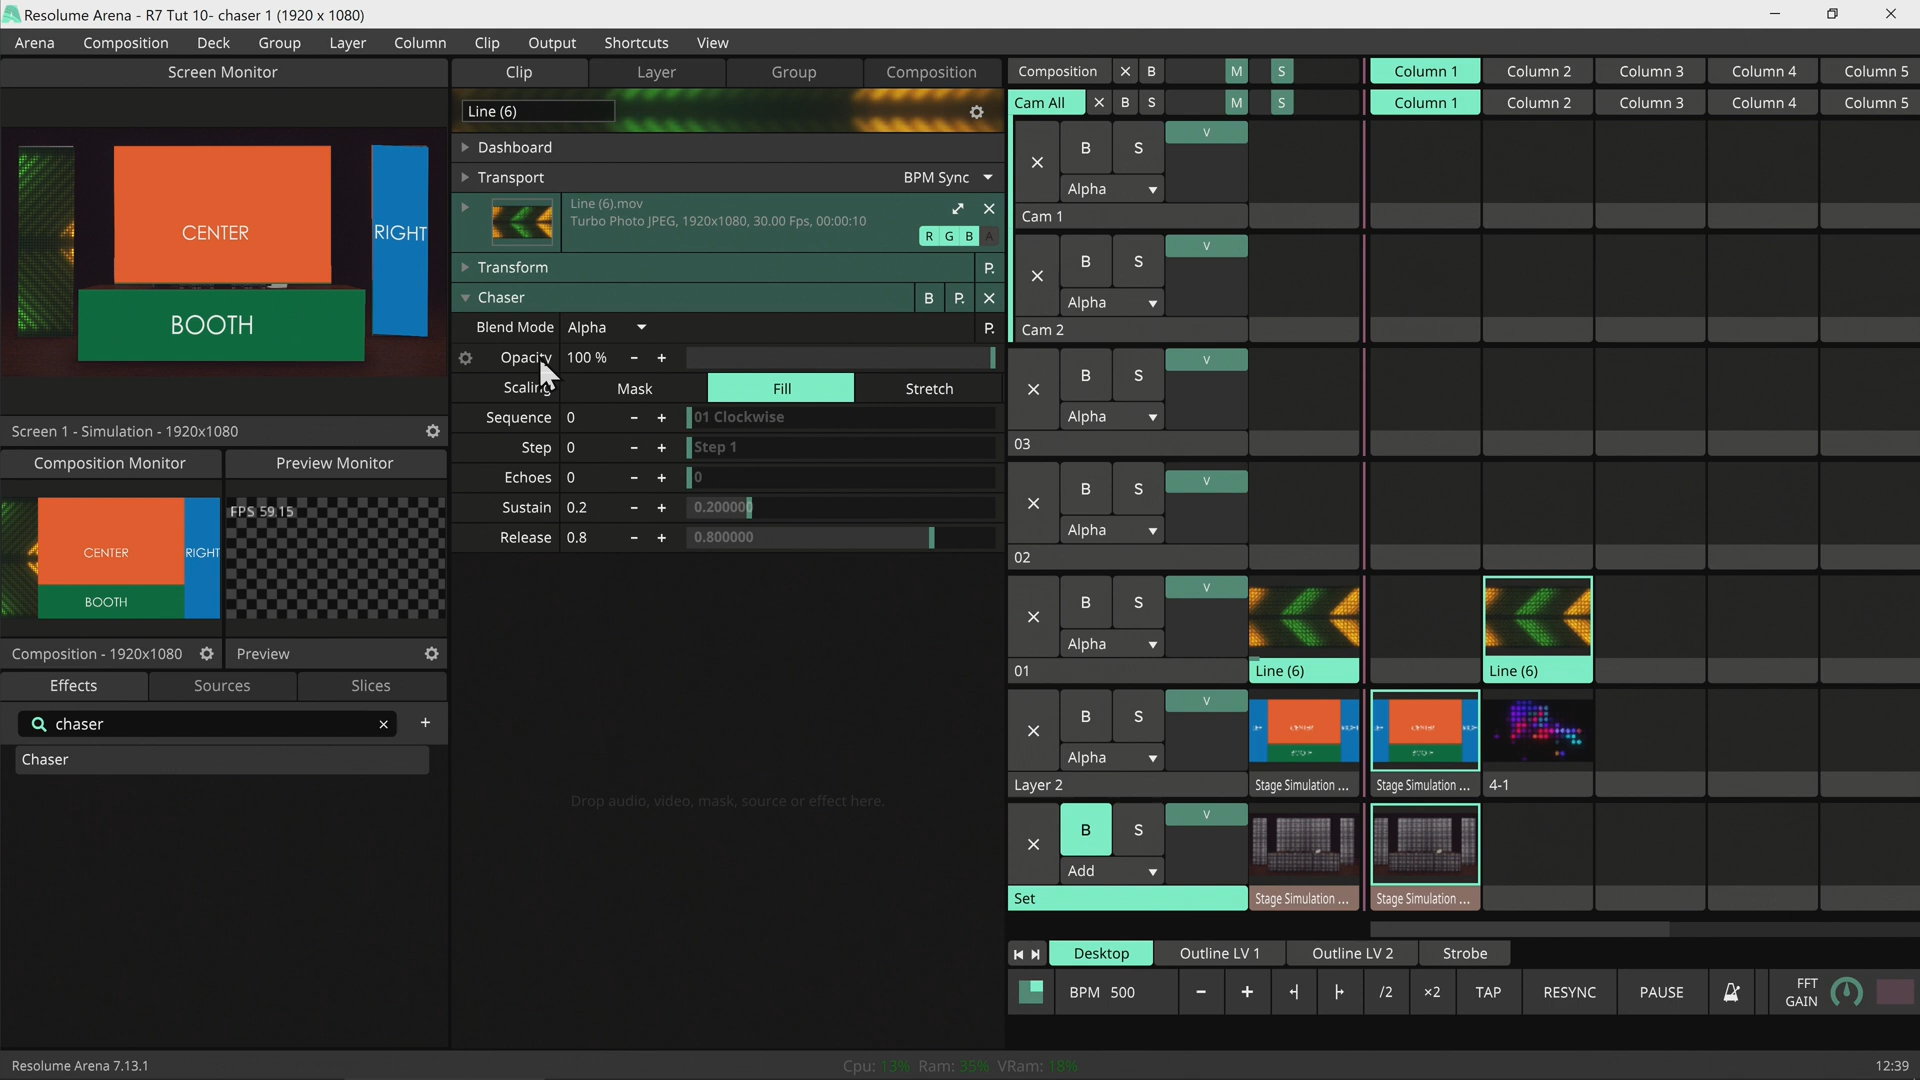 Resolume Arena - R7 Tut 10- chaser 1 (1920 x 1080)
Arena Composition Deck Group Layer Column Clip Output Shortcuts View
Screen Monitor
CENTER
RIGHT
BOOTH
Screen 1 - Simulation - 1920x1080
Composition Monitor Preview Monitor
CENTER
RIGHT
BOOTH
FPS 59.15
Composition - 1920x1080 Preview
Effects Sources Slices
chaser
Chaser
Clip Layer Group Composition
Line (6)
Dashboard
Transport BPM Sync
Line (6).mov
Turbo Photo JPEG, 1920x1080, 30.00 Fps, 00:00:10
R G B A
Transform P.
Chaser B P.
Blend Mode Alpha P.
Opacity 100 % - +
Scaling Mask Fill Stretch
Sequence 0 - + 01 Clockwise
Step 0 - + Step 1
Echoes 0 - + 0
Sustain 0.2 - + 0.200000
Release 0.8 - + 0.800000
Drop audio, video, mask, source or effect here.
Composition B M S Column 1 Column 2 Column 3 Column 4 Column 5
Cam All B S M S Column 1 Column 2 Column 3 Column 4 Column 5
B S V
Alpha
Cam 1
B S V
Alpha
Cam 2
B S V
Alpha
03
B S V
Alpha
02
B S V
Alpha
01 Line (6) Line (6)
B S V
Alpha
Layer 2 Stage Simulation ... Stage Simulation ... 4-1
B S V
Add
Set Stage Simulation ... Stage Simulation ...
Desktop Outline LV 1 Outline LV 2 Strobe
BPM 500 - + /2 ×2 TAP RESYNC PAUSE FFT GAIN
Resolume Arena 7.13.1 Cpu: 13% Ram: 35% VRam: 18% 12:39